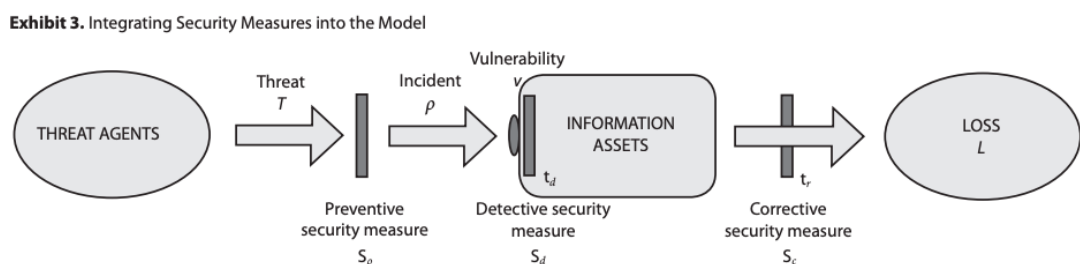 Exhibit 3. Integrating Security Measures into the Model
THREAT AGENTS
Threat
T
Preventive
security measure
Sₚ
Incident
ρ
Vulnerability
v
t_d
Detective security
measure
S_d
INFORMATION
ASSETS
t_r
Corrective
security measure
S_c
LOSS
L